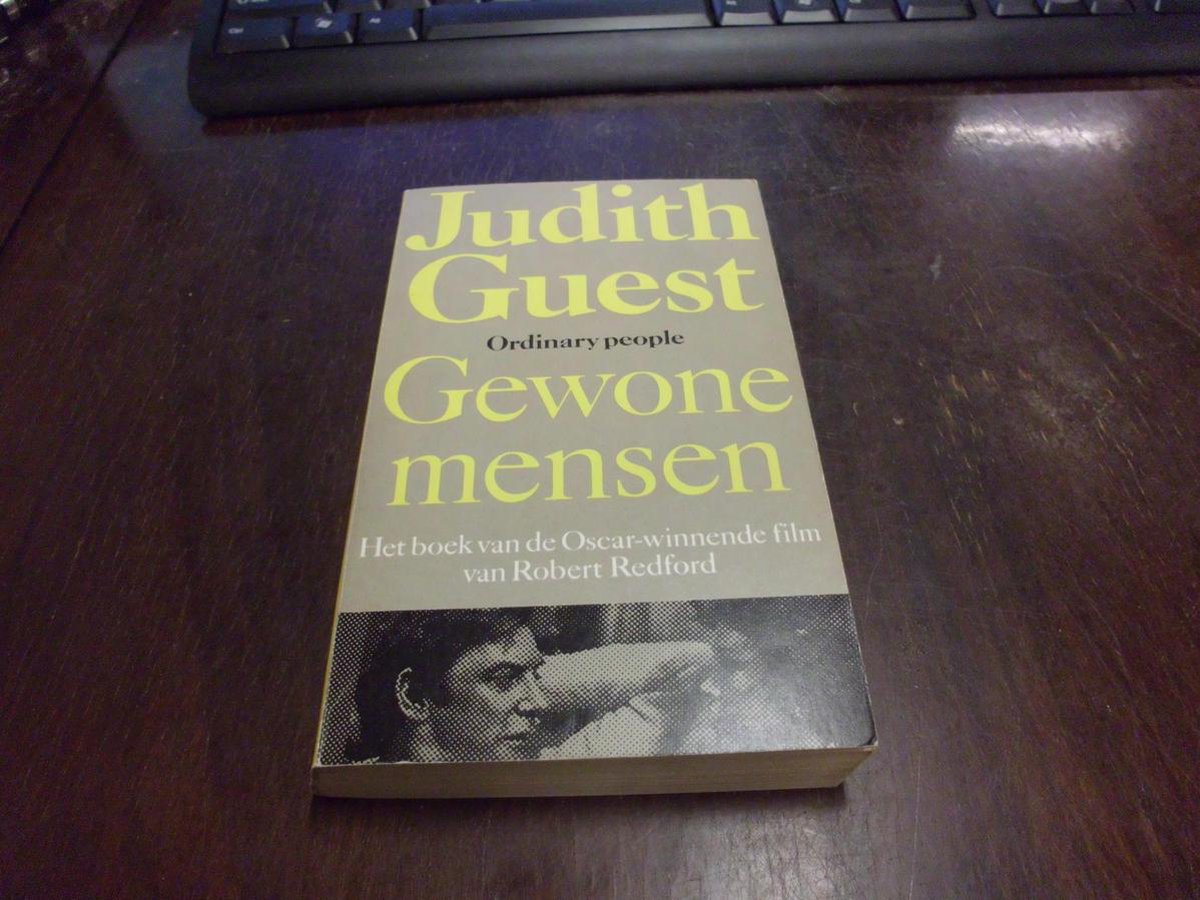 Judith
Guest
Ordinary people
Gewone
mensen
Het boek van de Oscar-winnende film
van Robert Redford